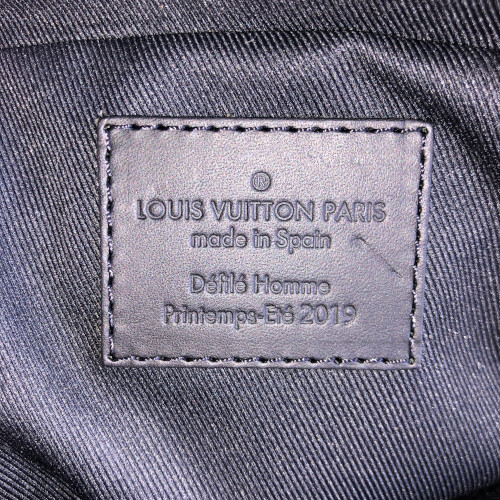 ®
LOUIS VUITTON PARIS
made in Spain
Défilé Homme
Printemps-Eté 2019